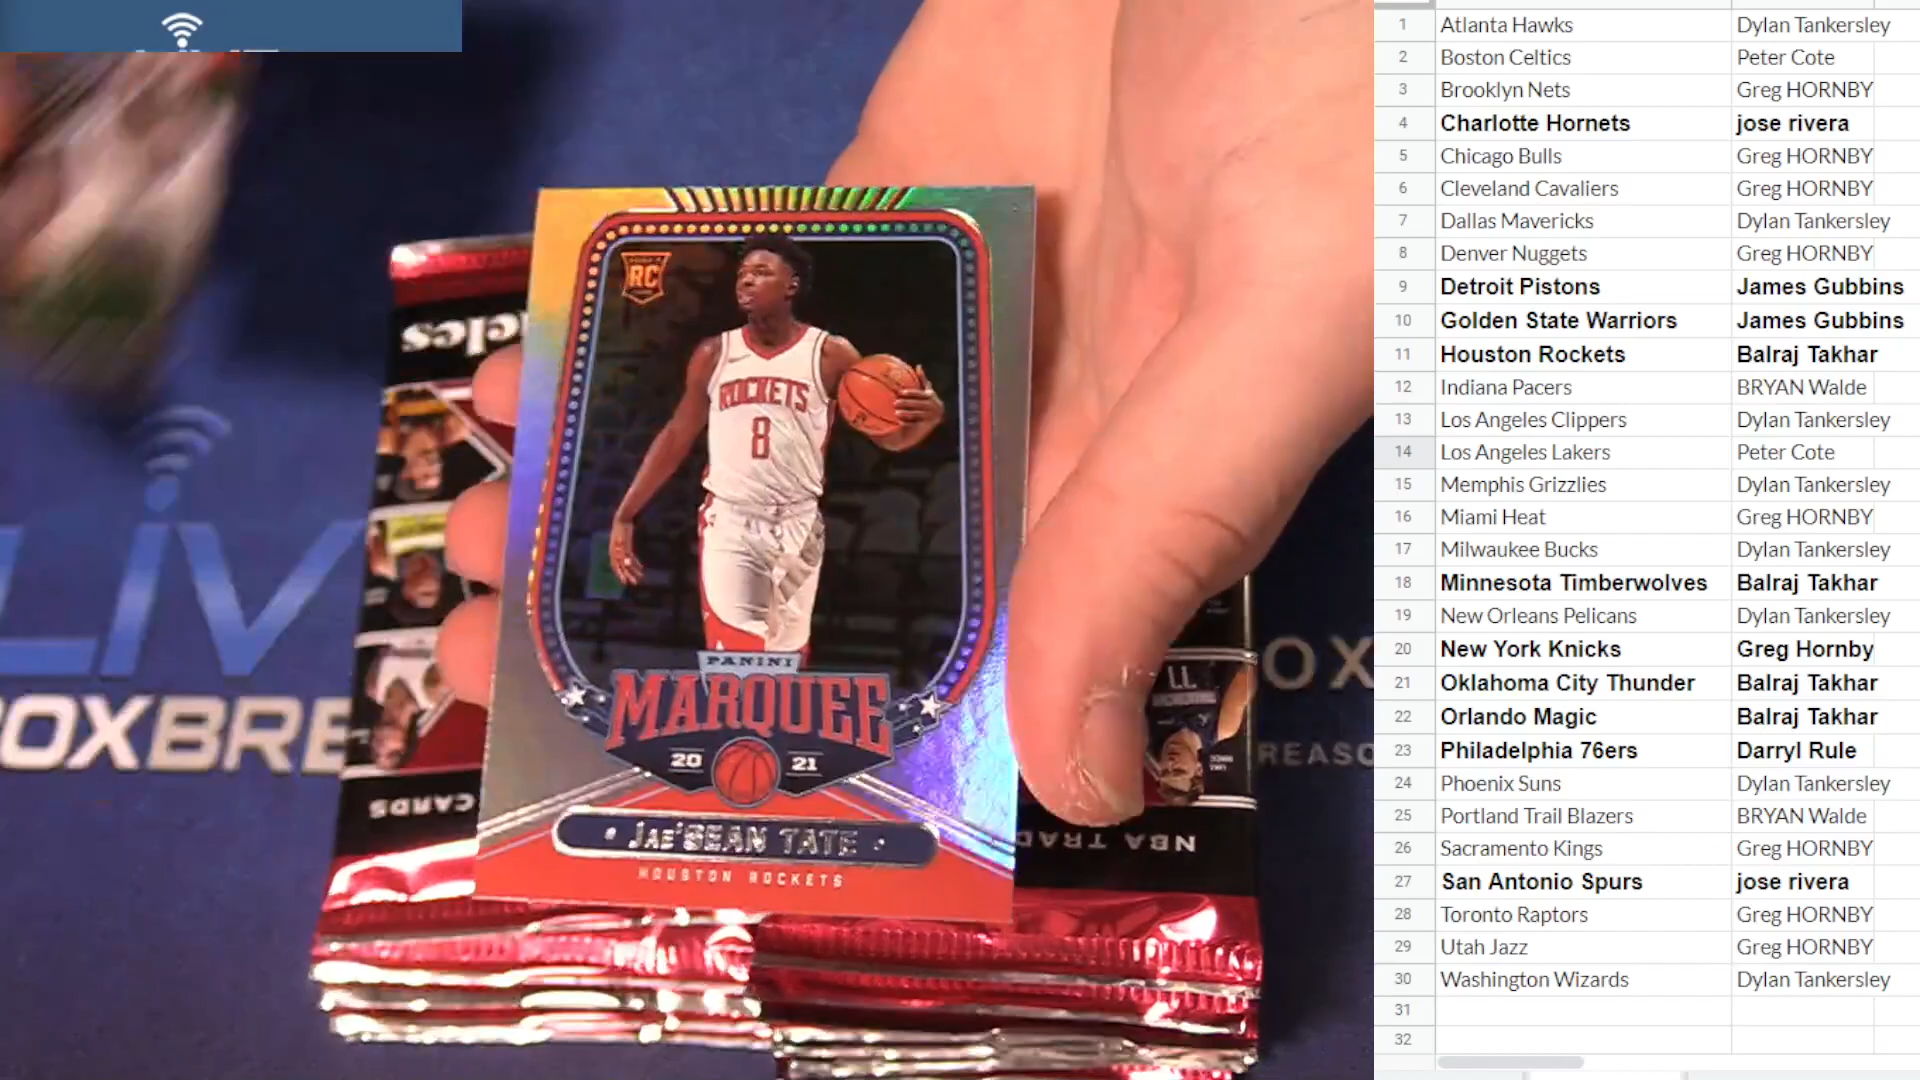 LIVE
LIV
OXBRE
OX
REASO
CARDS
NBA TRAD
RC
ROCKETS
8
PANINI
MARQUEE
20 21
JAE'SEAN TATE
HOUSTON ROCKETS
1 Atlanta Hawks Dylan Tankersley
2 Boston Celtics Peter Cote
3 Brooklyn Nets Greg HORNBY
4 Charlotte Hornets jose rivera
5 Chicago Bulls Greg HORNBY
6 Cleveland Cavaliers Greg HORNBY
7 Dallas Mavericks Dylan Tankersley
8 Denver Nuggets Greg HORNBY
9 Detroit Pistons James Gubbins
10 Golden State Warriors James Gubbins
11 Houston Rockets Balraj Takhar
12 Indiana Pacers BRYAN Walde
13 Los Angeles Clippers Dylan Tankersley
14 Los Angeles Lakers Peter Cote
15 Memphis Grizzlies Dylan Tankersley
16 Miami Heat Greg HORNBY
17 Milwaukee Bucks Dylan Tankersley
18 Minnesota Timberwolves Balraj Takhar
19 New Orleans Pelicans Dylan Tankersley
20 New York Knicks Greg Hornby
21 Oklahoma City Thunder Balraj Takhar
22 Orlando Magic Balraj Takhar
23 Philadelphia 76ers Darryl Rule
24 Phoenix Suns Dylan Tankersley
25 Portland Trail Blazers BRYAN Walde
26 Sacramento Kings Greg HORNBY
27 San Antonio Spurs jose rivera
28 Toronto Raptors Greg HORNBY
29 Utah Jazz Greg HORNBY
30 Washington Wizards Dylan Tankersley
31
32